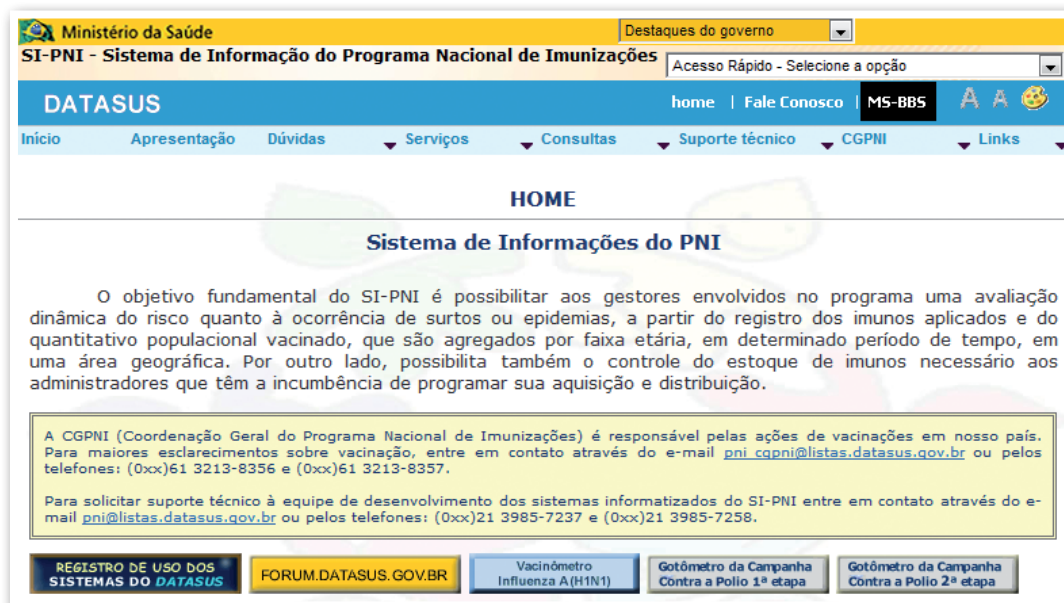 Ministério da Saúde
Destaques do governo
SI-PNI - Sistema de Informação do Programa Nacional de Imunizações
Acesso Rápido - Selecione a opção
DATASUS
home | Fale Conosco | MS-BBS A A
Início Apresentação Dúvidas Serviços Consultas Suporte técnico CGPNI Links
HOME
Sistema de Informações do PNI
O objetivo fundamental do SI-PNI é possibilitar aos gestores envolvidos no programa uma avaliação
dinâmica do risco quanto à ocorrência de surtos ou epidemias, a partir do registro dos imunos aplicados e do
quantitativo populacional vacinado, que são agregados por faixa etária, em determinado período de tempo, em
uma área geográfica. Por outro lado, possibilita também o controle do estoque de imunos necessário aos
administradores que têm a incumbência de programar sua aquisição e distribuição.
A CGPNI (Coordenação Geral do Programa Nacional de Imunizações) é responsável pelas ações de vacinações em nosso país.
Para maiores esclarecimentos sobre vacinação, entre em contato através do e-mail pni cgpni@listas.datasus.gov.br ou pelos
telefones: (0xx)61 3213-8356 e (0xx)61 3213-8357.
Para solicitar suporte técnico à equipe de desenvolvimento dos sistemas informatizados do SI-PNI entre em contato através do e-
mail pni@listas.datasus.gov.br ou pelos telefones: (0xx)21 3985-7237 e (0xx)21 3985-7258.
REGISTRO DE USO DOS
SISTEMAS DO DATASUS
FORUM.DATASUS.GOV.BR
Vacinômetro
Influenza A(H1N1)
Gotômetro da Campanha
Contra a Polio 1ª etapa
Gotômetro da Campanha
Contra a Polio 2ª etapa